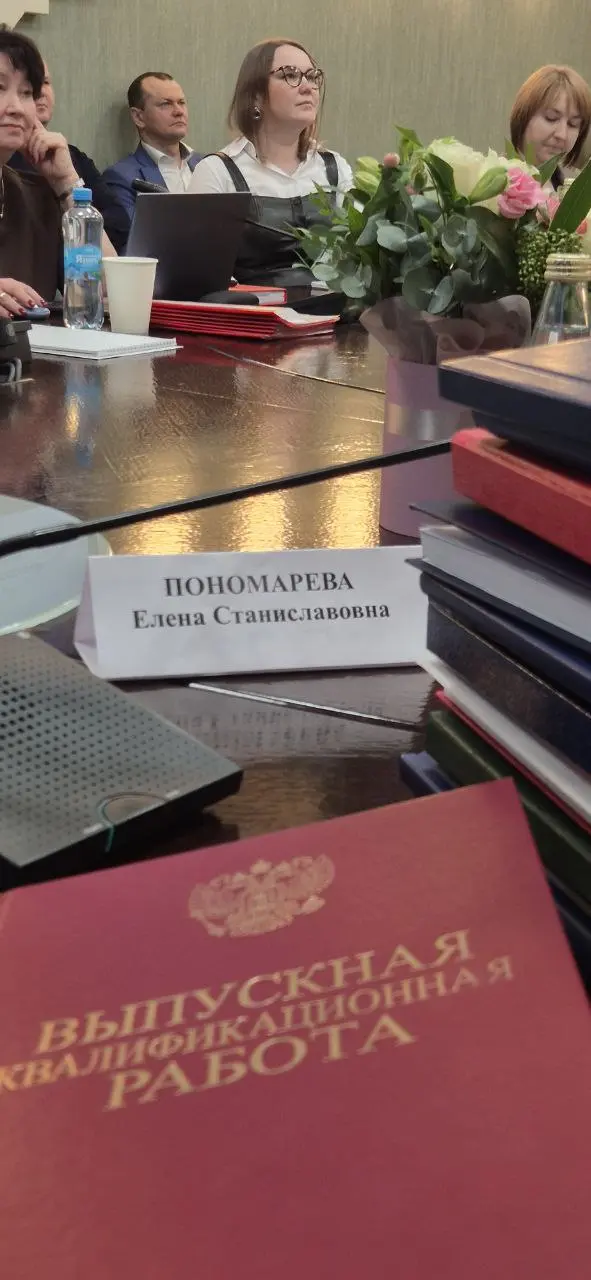 ПОНОМАРЕВА
Елена Станиславовна
ВЫПУСКНАЯ
КВАЛИФИКАЦИОННАЯ
РАБОТА